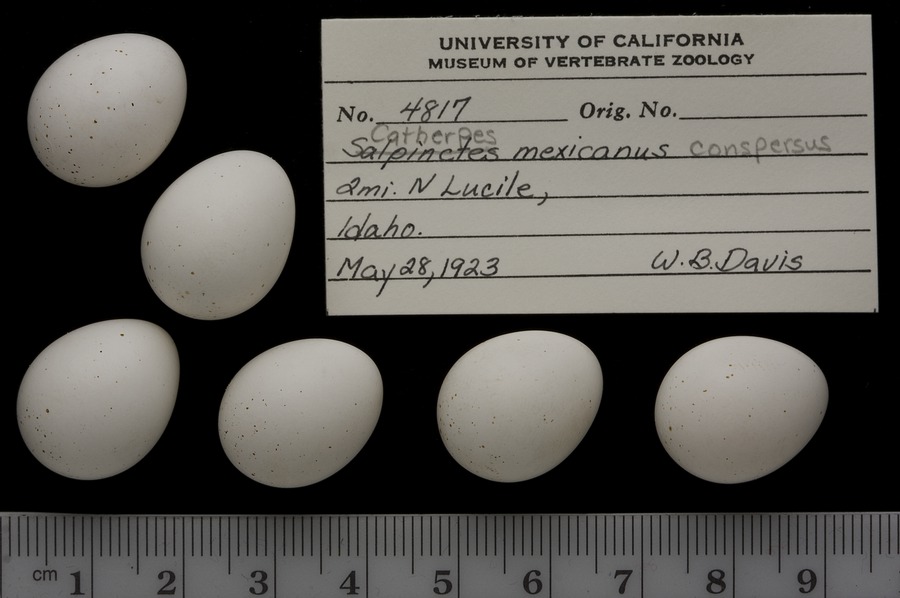 UNIVERSITY OF CALIFORNIA
MUSEUM OF VERTEBRATE ZOOLOGY
No. 4817 Orig. No.
Catherpes
Salpinctes mexicanus conspersus
2mi. N Lucile,
Idaho.
May 28, 1923 W.B. Davis
cm 1 2 3 4 5 6 7 8 9